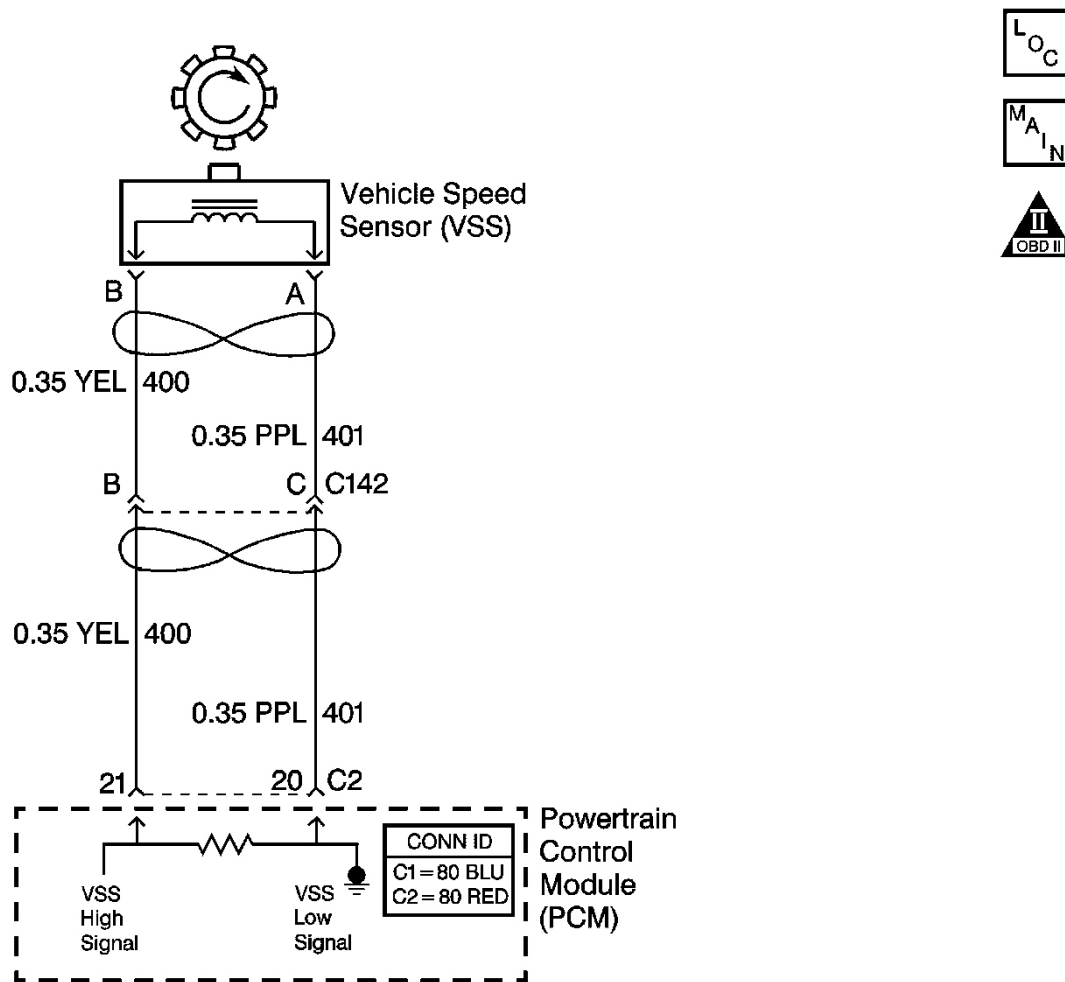 LOC
MAIN
II
OBD II
Vehicle Speed
Sensor (VSS)
B A
0.35 YEL 400
0.35 PPL 401
B C C142
0.35 YEL 400
0.35 PPL 401
21 20 C2
Powertrain
Control
Module
(PCM)
CONN ID
C1=80 BLU
C2=80 RED
VSS
High
Signal
VSS
Low
Signal